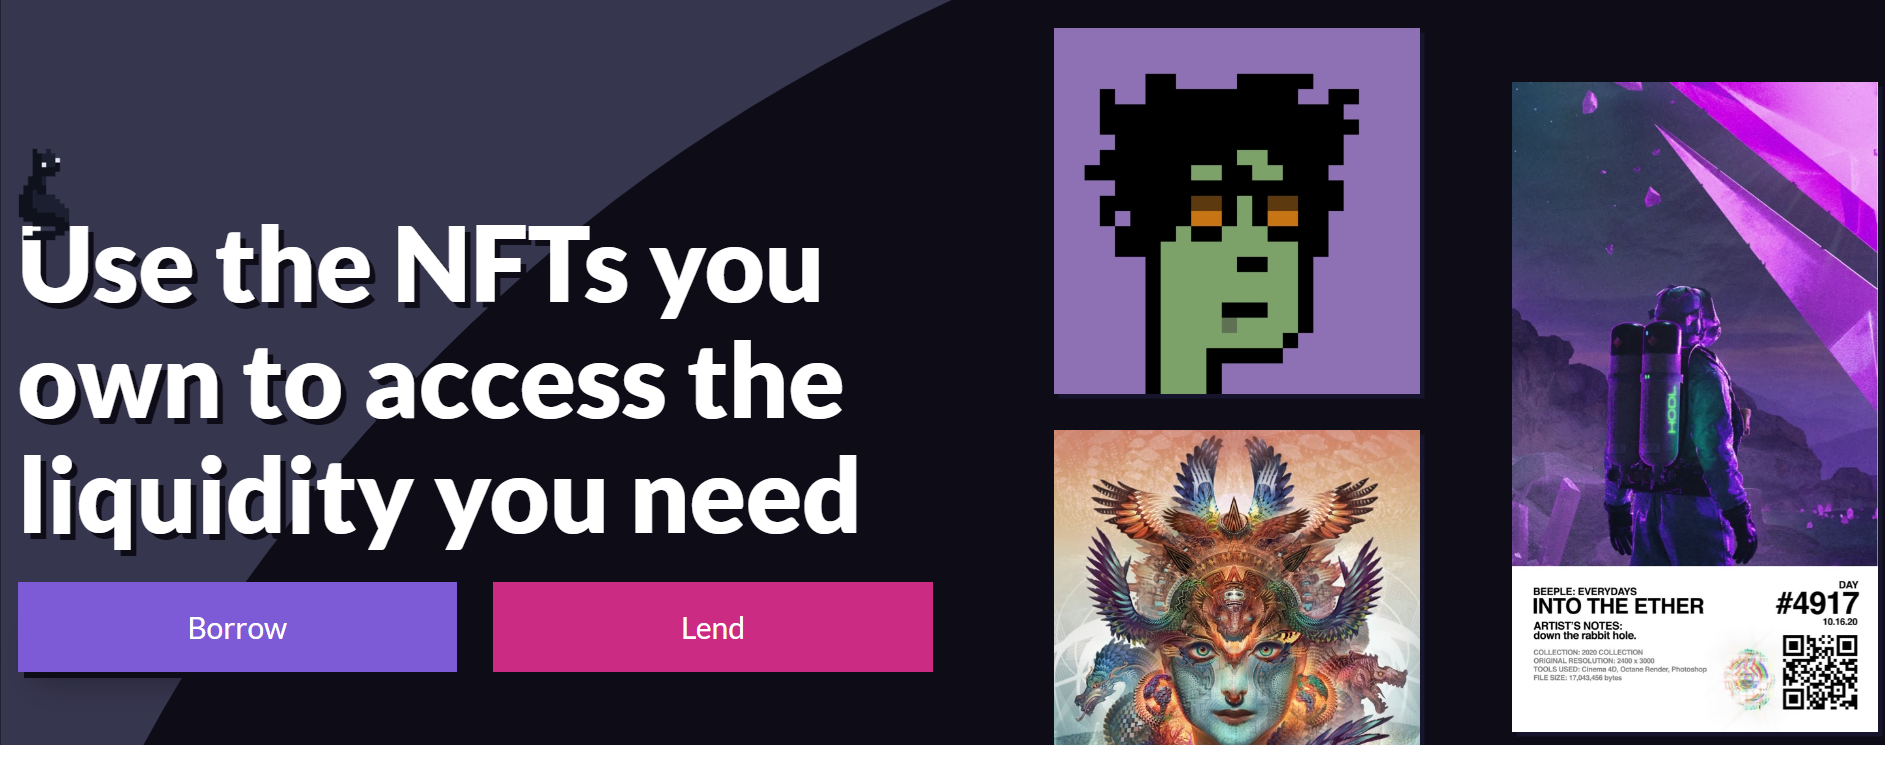 Use the NFTs you
own to access the
liquidity you need
Borrow
Lend
HODL
BEEPLE: EVERYDAYS
INTO THE ETHER
ARTIST'S NOTES:
down the rabbit hole.
COLLECTION: 2020 COLLECTION
ORIGINAL RESOLUTION: 2400 x 3000
TOOLS USED: Cinema 4D, Octane Render, Photoshop
FILE SIZE: 17,043,456 bytes
DAY
#4917
10.16.20